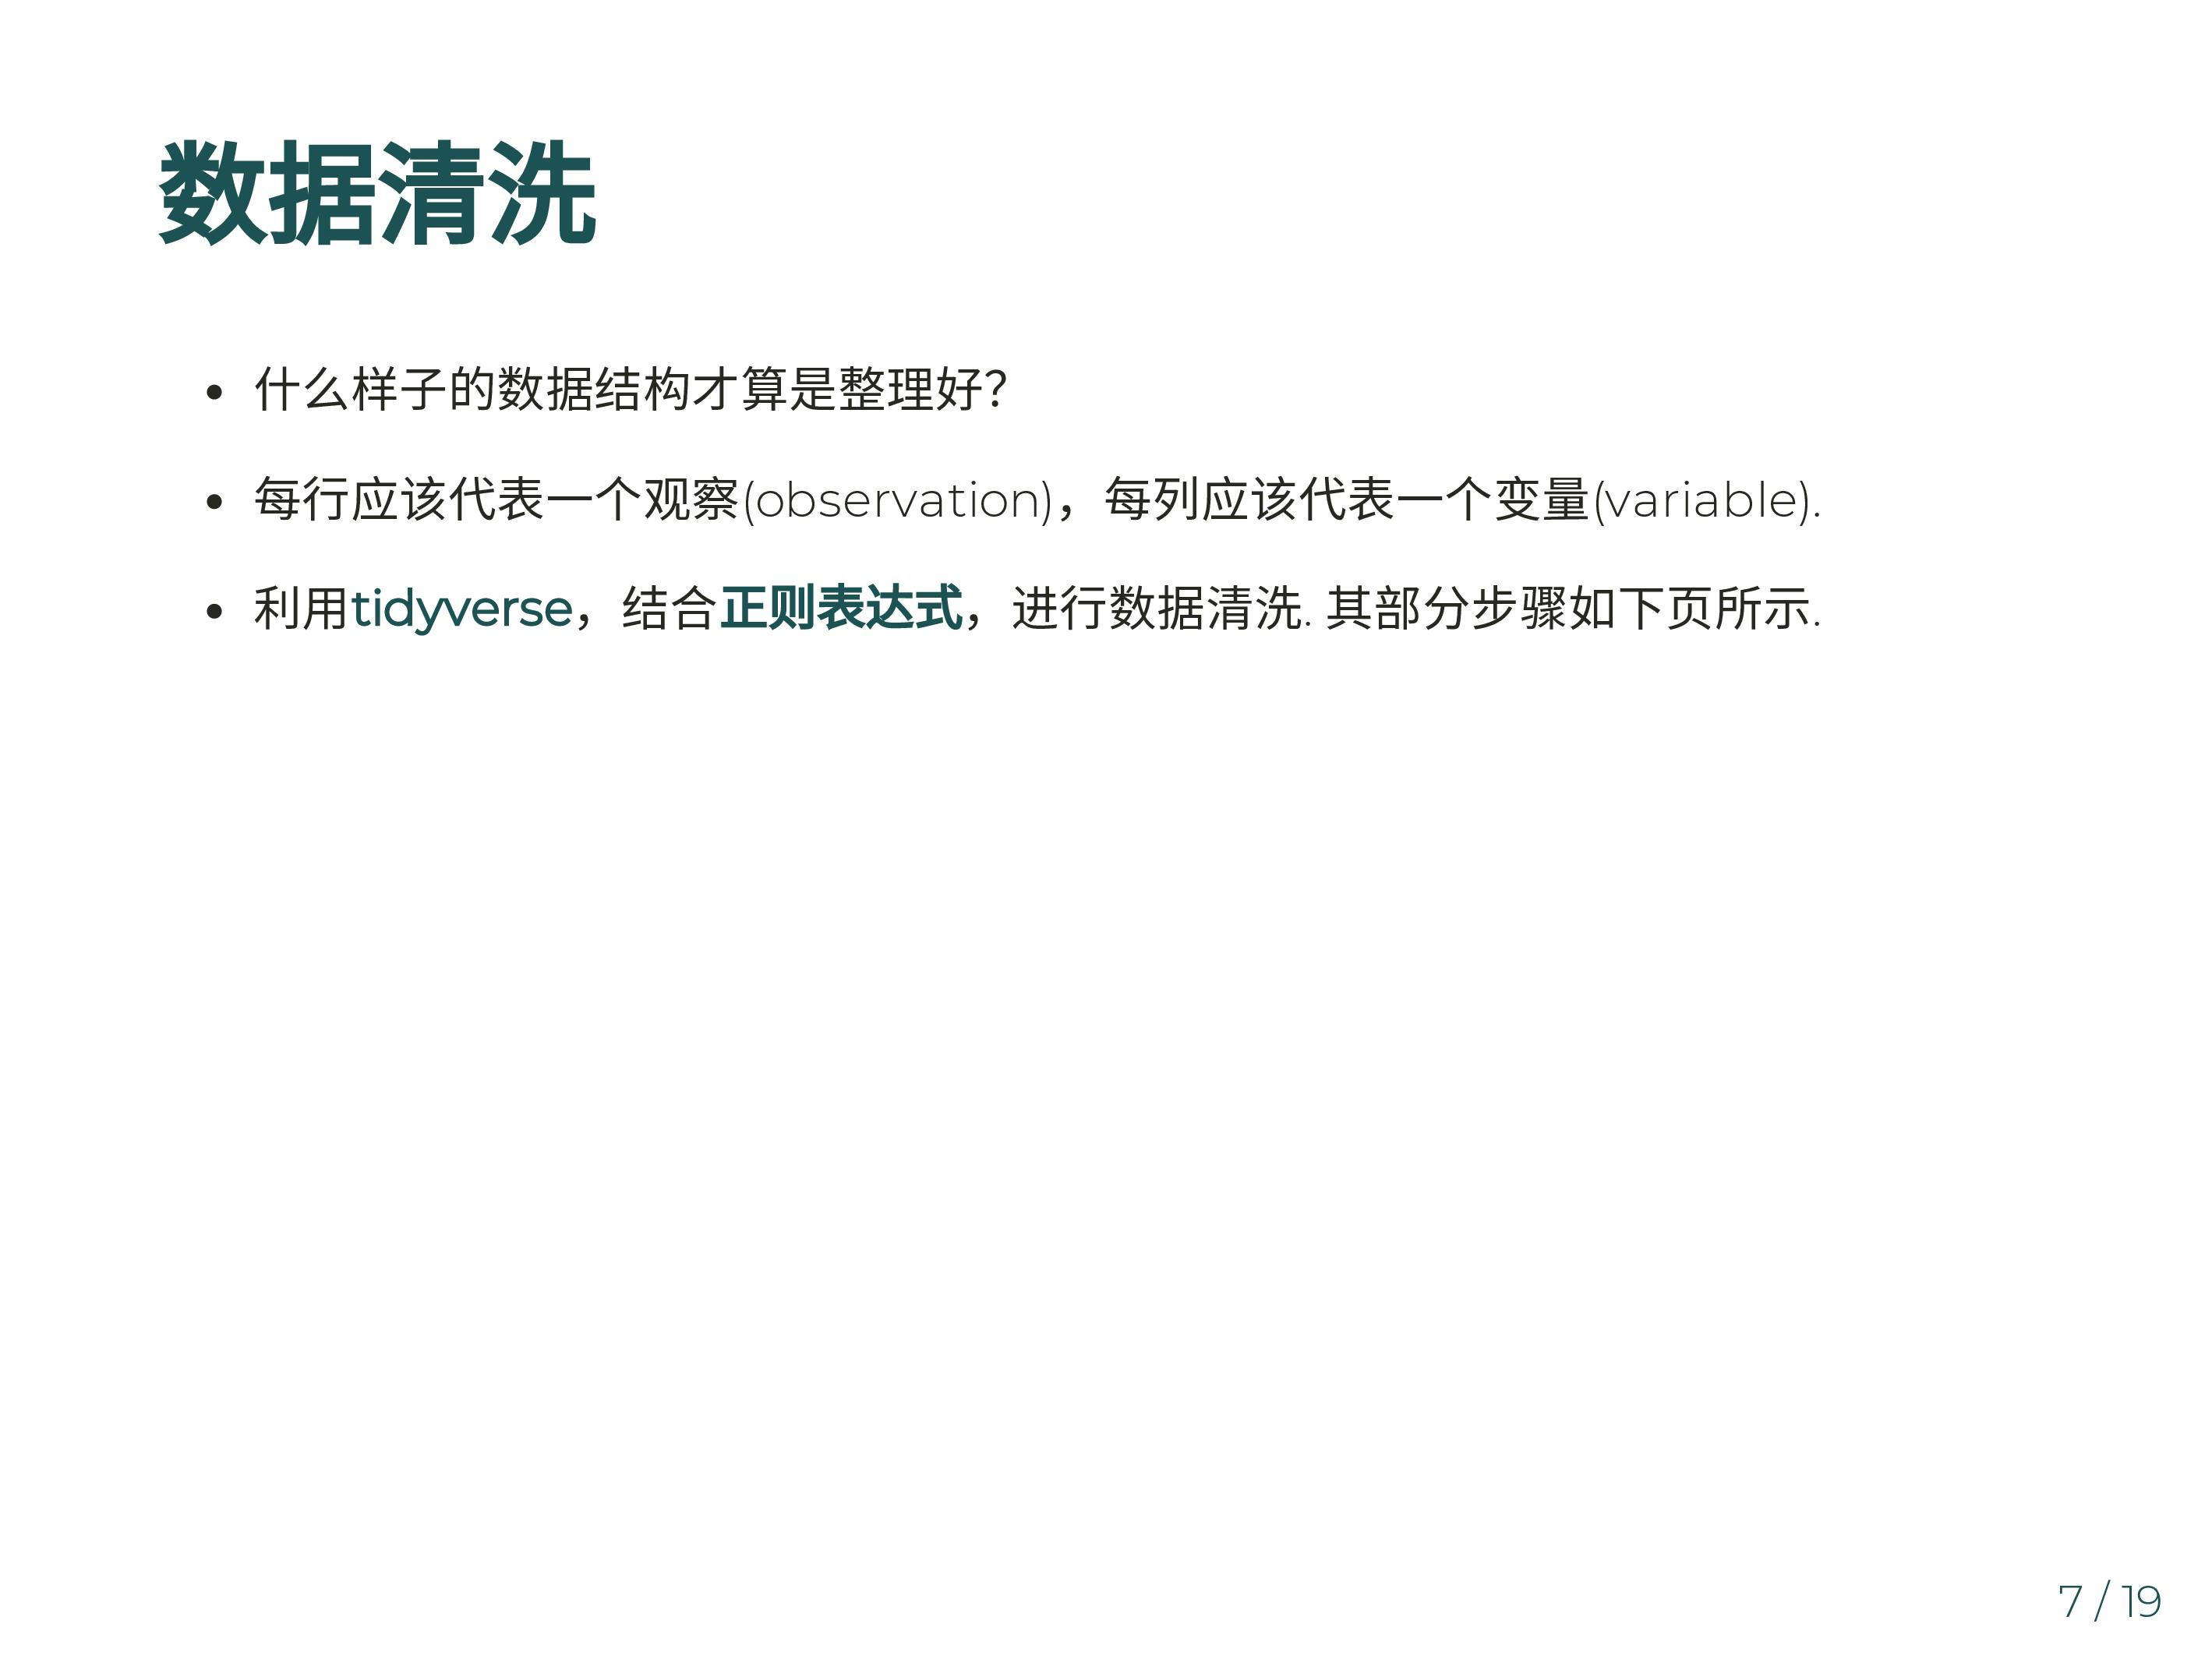 数据清洗
什么样子的数据结构才算是整理好?
每行应该代表一个观察(observation)，每列应该代表一个变量(variable).
利用tidyverse，结合正则表达式，进行数据清洗. 其部分步骤如下页所示.
7 / 19